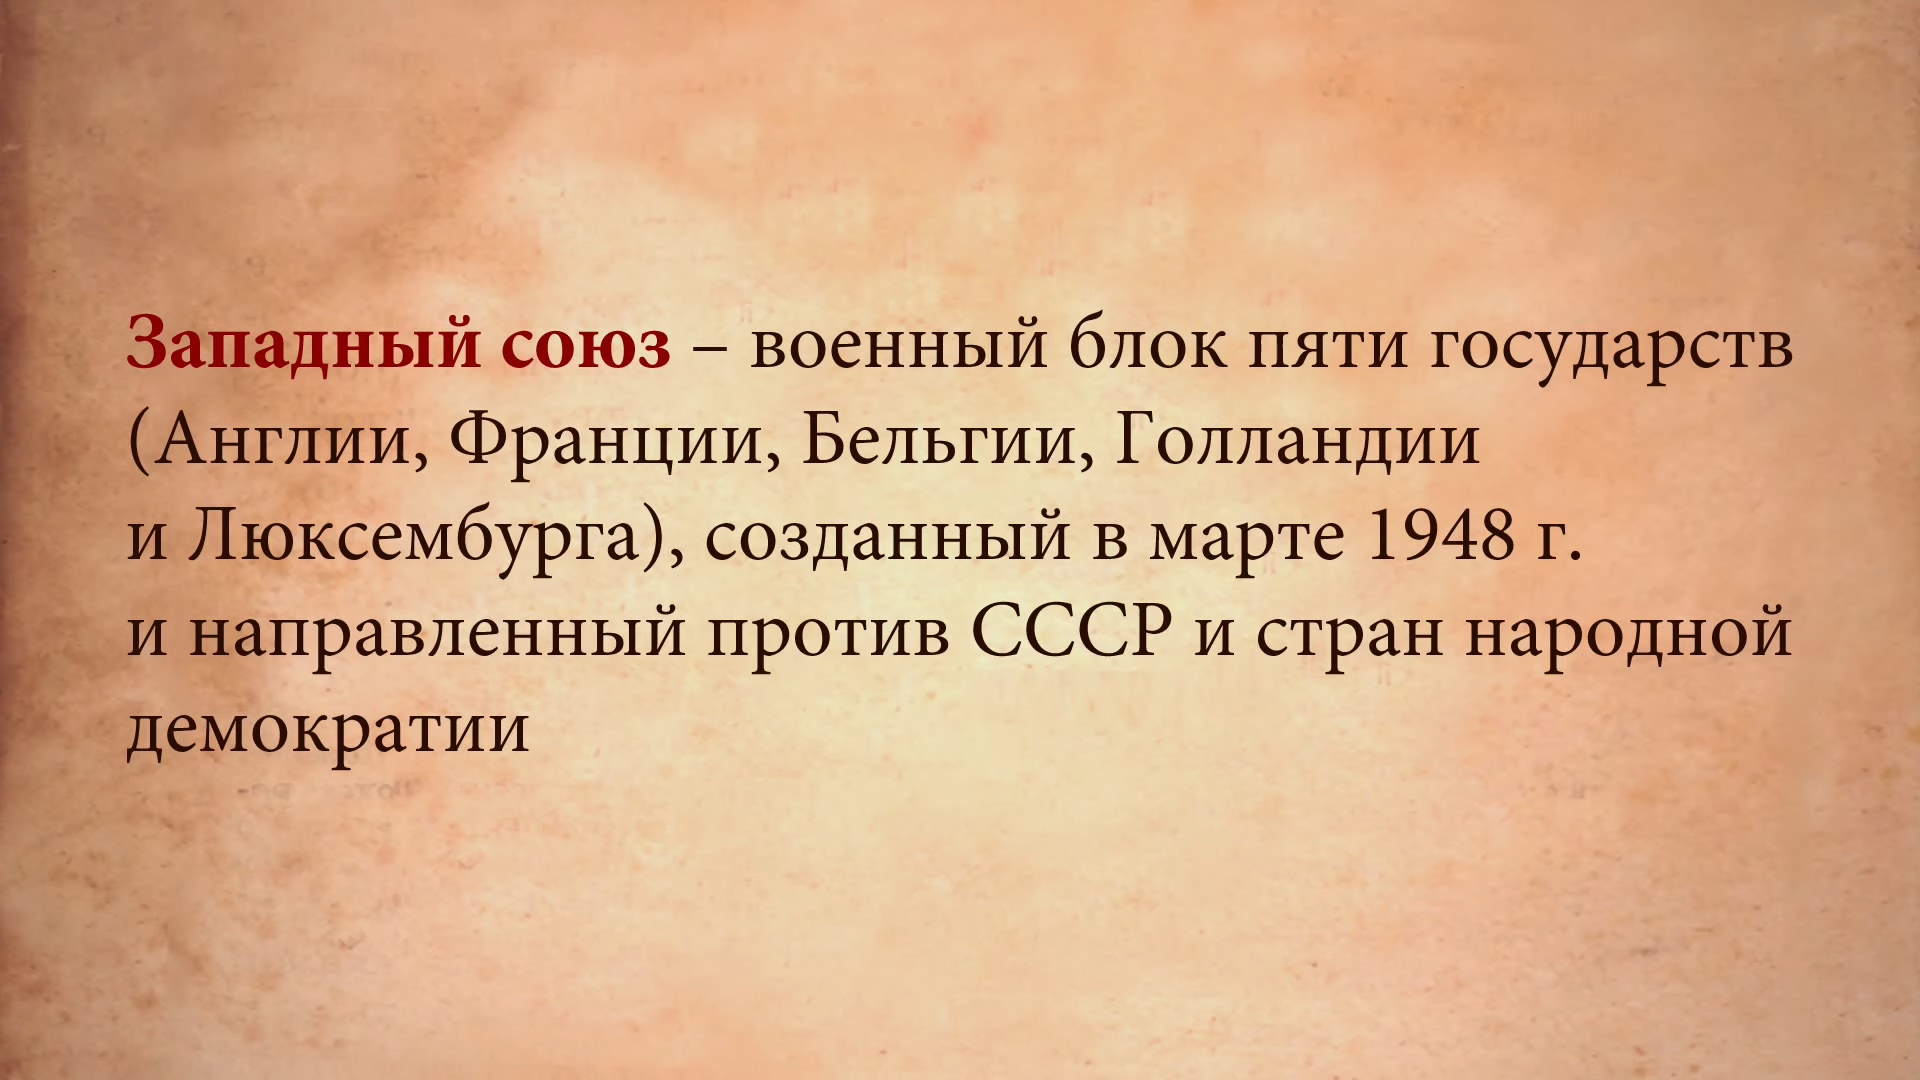 Западный союз – военный блок пяти государств
(Англии, Франции, Бельгии, Голландии
и Люксембурга), созданный в марте 1948 г.
и направленный против СССР и стран народной
демократии